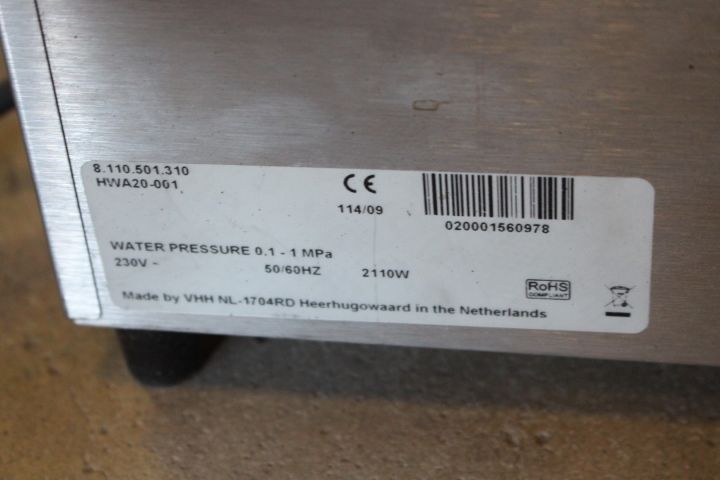 8.110.501.310
HWA20-001
CE
114/09
020001560978
WATER PRESSURE 0.1 - 1 MPa
230V ~ 50/60HZ 2110W
RoHS
COMPLIANT
Made by VHH NL-1704RD Heerhugowaard in the Netherlands